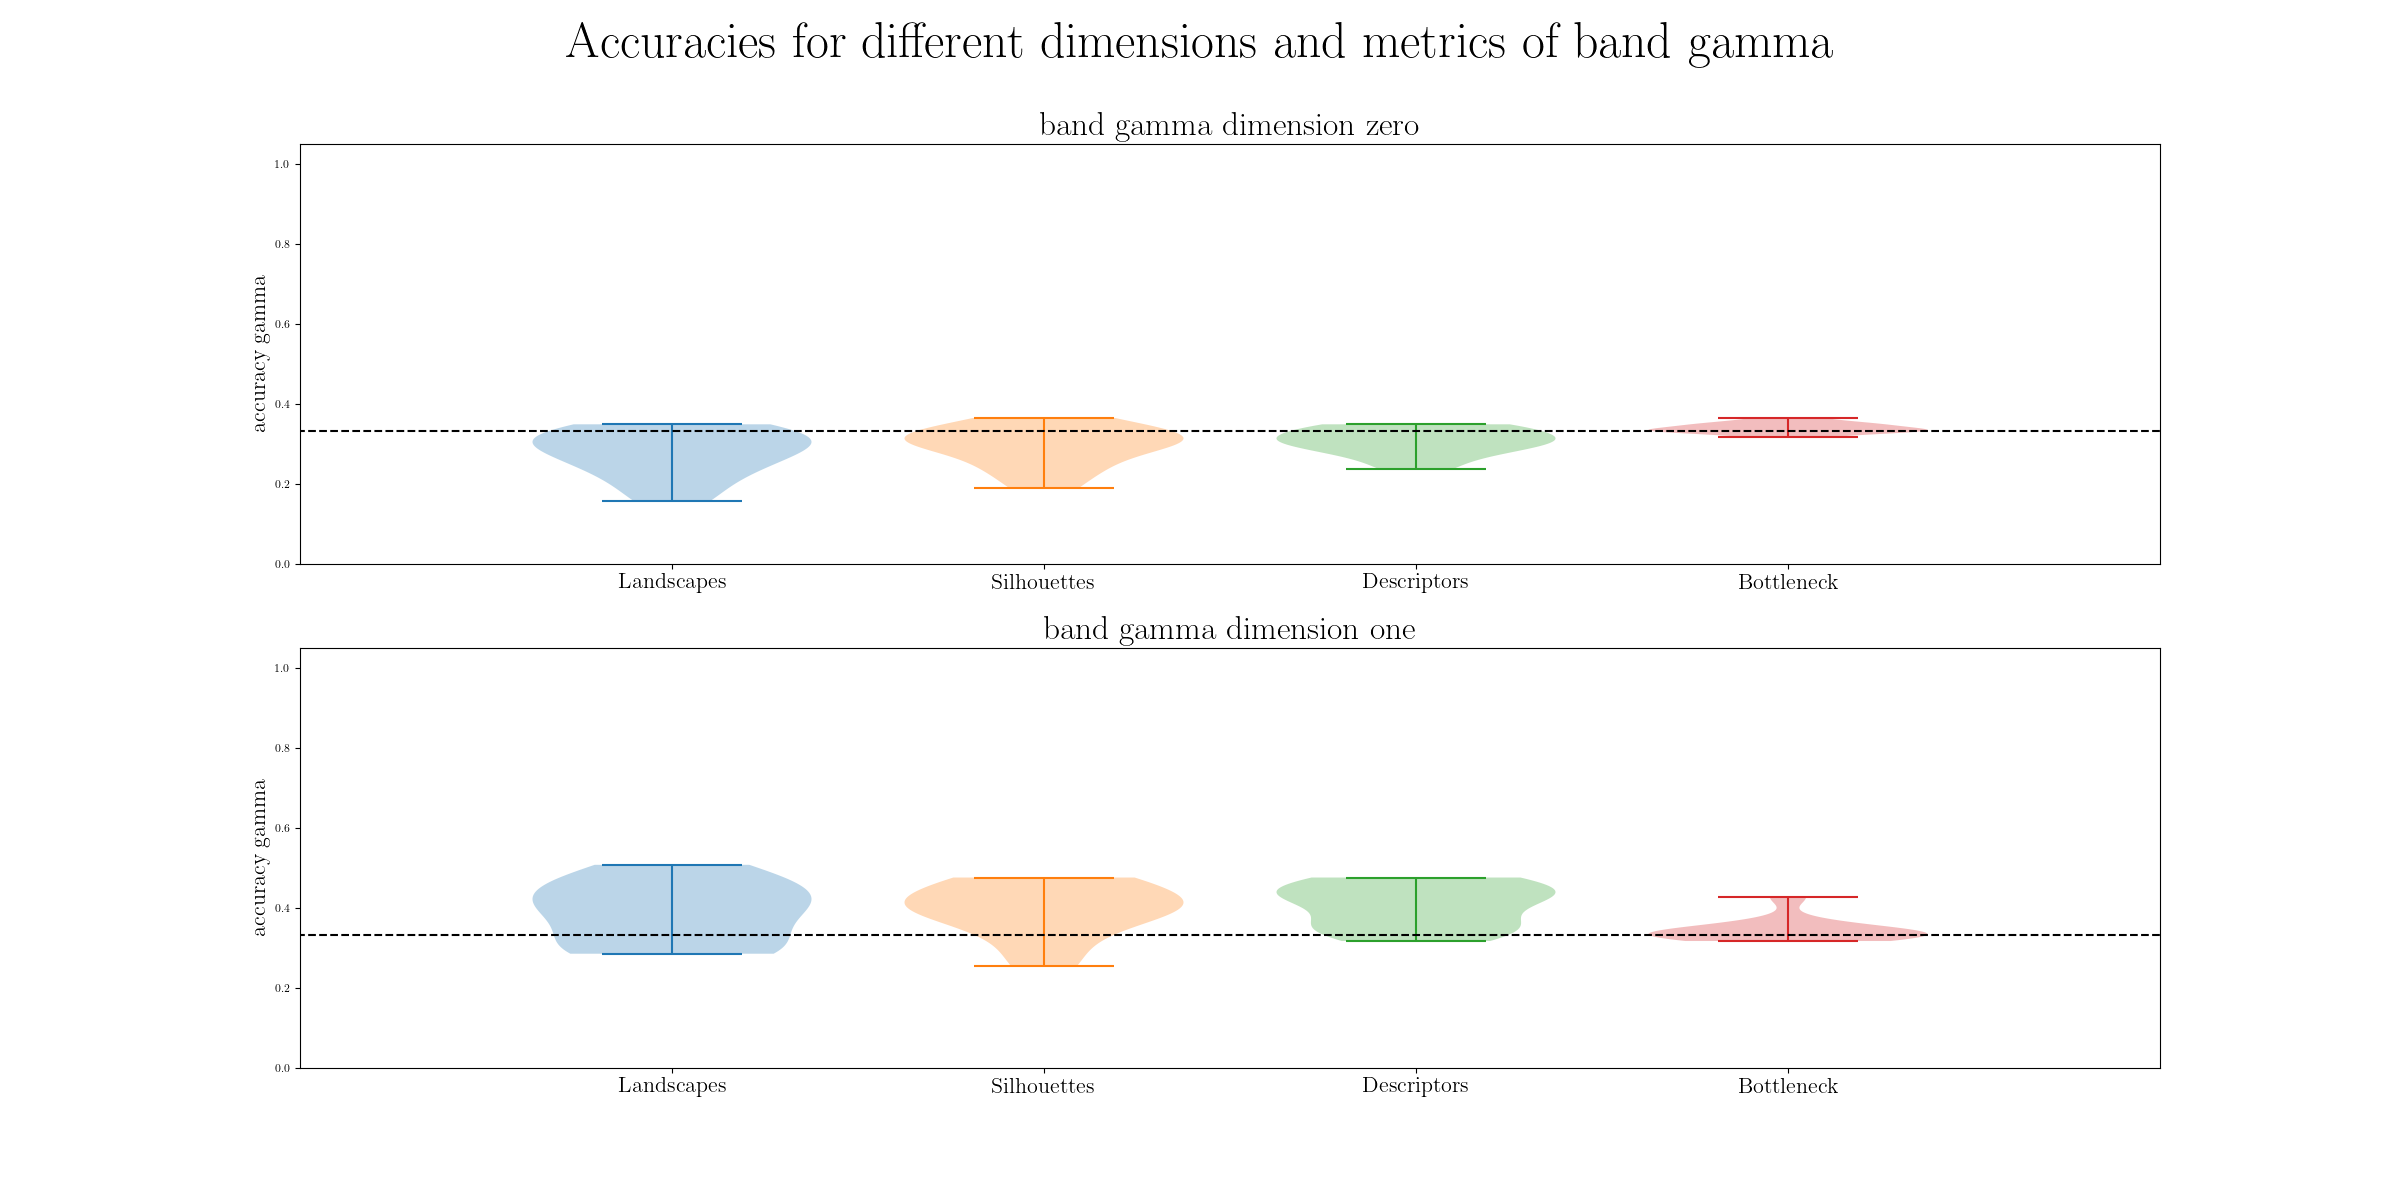 Accuracies for different dimensions and metrics of band gamma
band gamma dimension zero
1.0
0.8
0.6
0.4
0.2
0.0
accuracy gamma
Landscapes Silhouettes Descriptors Bottleneck
band gamma dimension one
1.0
0.8
0.6
0.4
0.2
0.0
accuracy gamma
Landscapes Silhouettes Descriptors Bottleneck